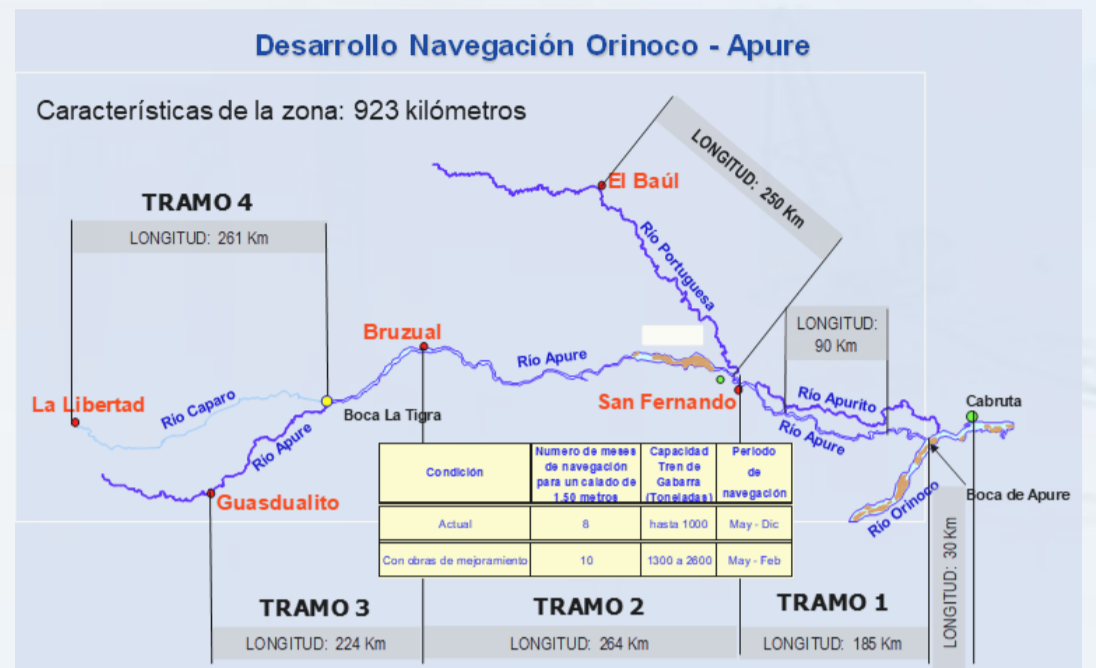 Desarrollo Navegación Orinoco - Apure
Características de la zona: 923 kilómetros
LONGITUD: 250 Km
El Baúl
TRAMO 4
LONGITUD: 261 Km
Río Portuguesa
Bruzual
LONGITUD:
90 Km
Río Apure
La Libertad
Río Caparo
Boca La Tigra
San Fernando
Río Apurito
Cabruta
Río Apure
Río Apure
Guasdualito
Boca de Apure
Río Orinoco
Condición
Numero de meses
de navegación
para un calado de
1.50 metros
Capacidad
Tren de
Gabarra
(Toneladas)
Periodo
de
navegación
Actual
8
hasta 1000
May - Dic
Con obras de mejoramiento
10
1300 a 2600
May - Feb
LONGITUD: 30 Km
TRAMO 3
TRAMO 2
TRAMO 1
LONGITUD: 224 Km
LONGITUD: 264 Km
LONGITUD: 185 Km